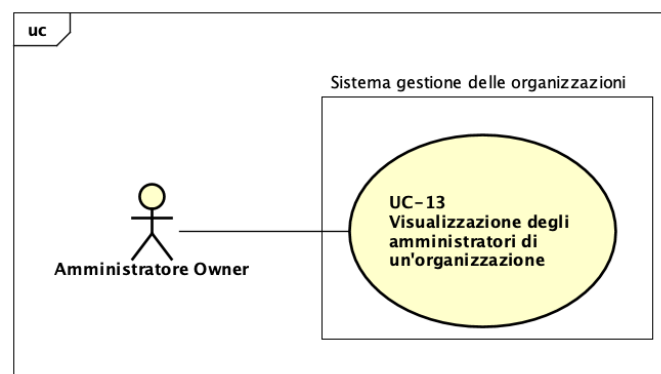 uc
Sistema gestione delle organizzazioni
UC-13
Visualizzazione degli
amministratori di
un'organizzazione
Amministratore Owner